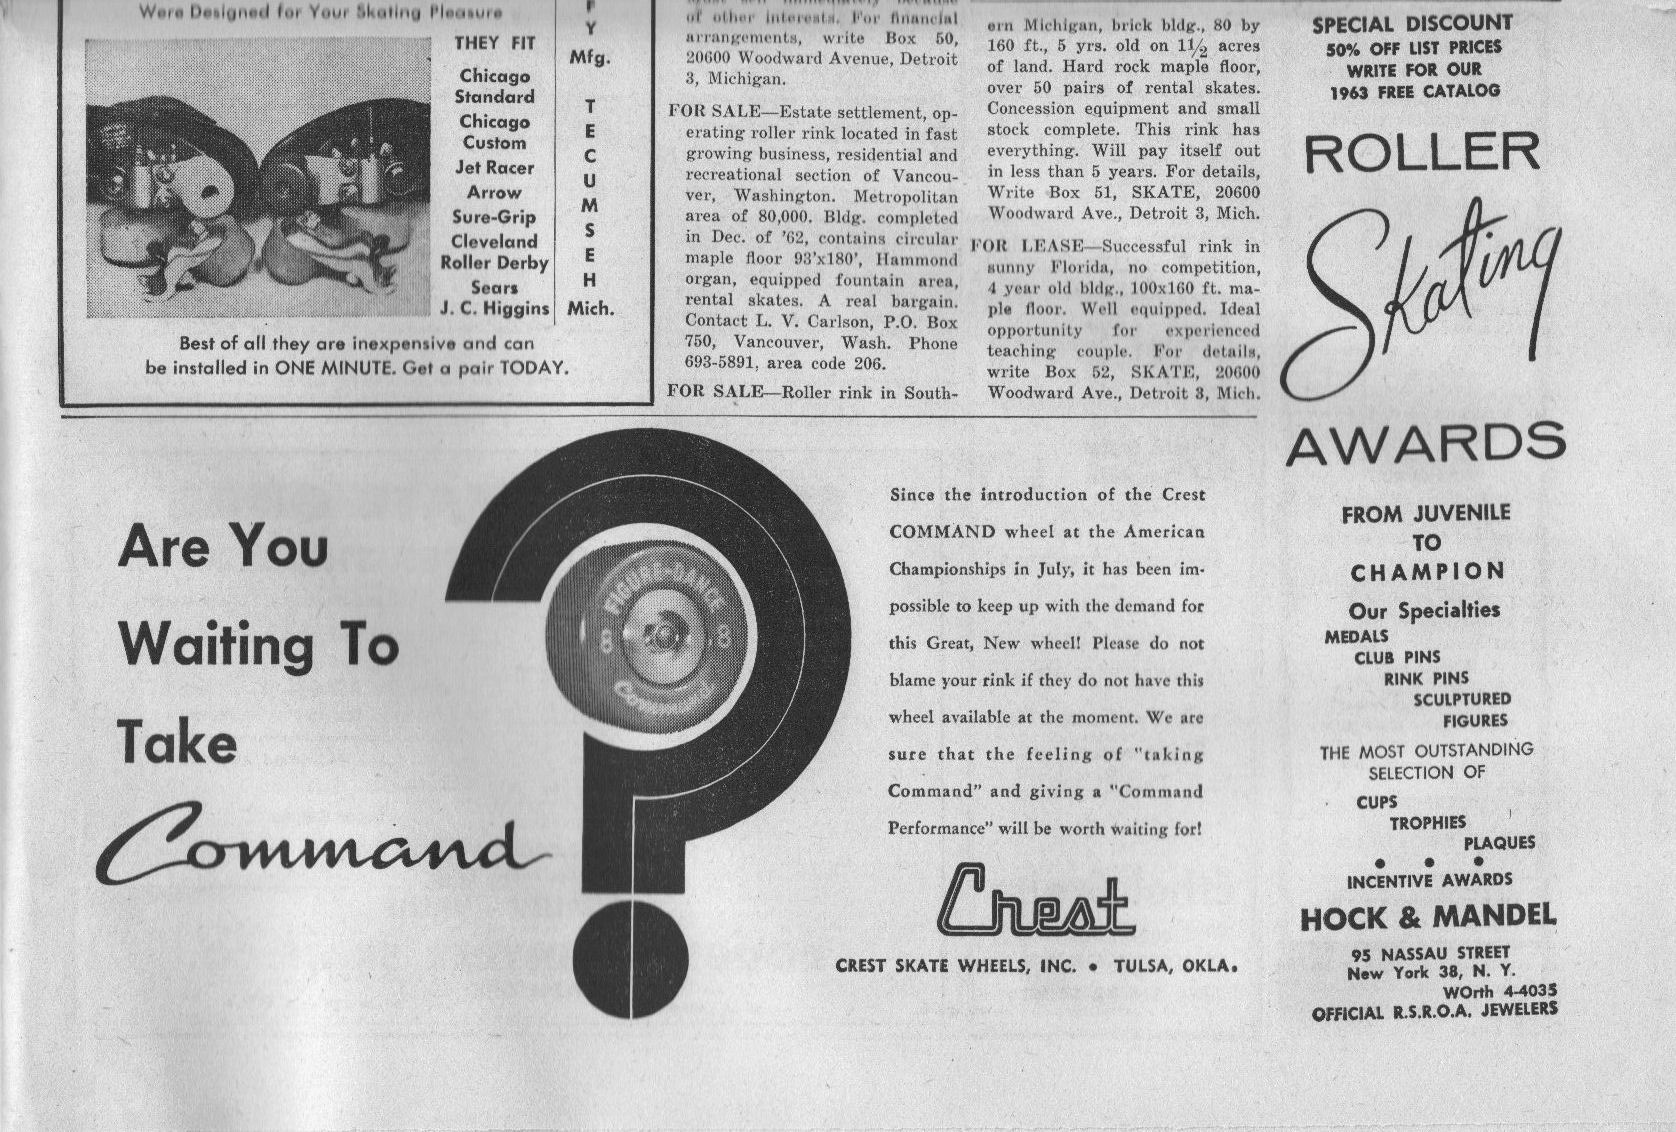 Were Designed for Your Skating Pleasure
THEY FIT
Chicago
Standard
Chicago
Custom
Jet Racer
Arrow
Sure-Grip
Cleveland
Roller Derby
Sears
J. C. Higgins
F
Y
Mfg.
T
E
C
U
M
S
E
H
Mich.
Best of all they are inexpensive and can
be installed in ONE MINUTE. Get a pair TODAY.
of other interests. For financial
arrangements, write Box 50,
20600 Woodward Avenue, Detroit
3, Michigan.
FOR SALE—Estate settlement, op-
erating roller rink located in fast
growing business, residential and
recreational section of Vancou-
ver, Washington. Metropolitan
area of 80,000. Bldg. completed
in Dec. of '62, contains circular
maple floor 93'x180', Hammond
organ, equipped fountain area,
rental skates. A real bargain.
Contact L. V. Carlson, P.O. Box
750, Vancouver, Wash. Phone
693-5891, area code 206.
FOR SALE—Roller rink in South-
ern Michigan, brick bldg., 80 by
160 ft., 5 yrs. old on 11/2 acres
of land. Hard rock maple floor,
over 50 pairs of rental skates.
Concession equipment and small
stock complete. This rink has
everything. Will pay itself out
in less than 5 years. For details,
Write Box 51, SKATE, 20600
Woodward Ave., Detroit 3, Mich.
FOR LEASE—Successful rink in
sunny Florida, no competition,
4 year old bldg., 100x160 ft. ma-
ple floor. Well equipped. Ideal
opportunity for experienced
teaching couple. For details,
write Box 52, SKATE, 20600
Woodward Ave., Detroit 3, Mich.
SPECIAL DISCOUNT
50% OFF LIST PRICES
WRITE FOR OUR
1963 FREE CATALOG
ROLLER
Skating
AWARDS
FROM JUVENILE
TO
CHAMPION
Our Specialties
MEDALS
CLUB PINS
RINK PINS
SCULPTURED
FIGURES
THE MOST OUTSTANDING
SELECTION OF
CUPS
TROPHIES
PLAQUES
• • •
INCENTIVE AWARDS
HOCK & MANDEL
95 NASSAU STREET
New York 38, N. Y.
WOrth 4-4035
OFFICIAL R.S.R.O.A. JEWELERS
Are You
Waiting To
Take
Command
FIGURE-DANCE
8 8
Command
Since the introduction of the Crest
COMMAND wheel at the American
Championships in July, it has been im-
possible to keep up with the demand for
this Great, New wheel! Please do not
blame your rink if they do not have this
wheel available at the moment. We are
sure that the feeling of "taking
Command" and giving a "Command
Performance" will be worth waiting for!
Crest
CREST SKATE WHEELS, INC. • TULSA, OKLA.